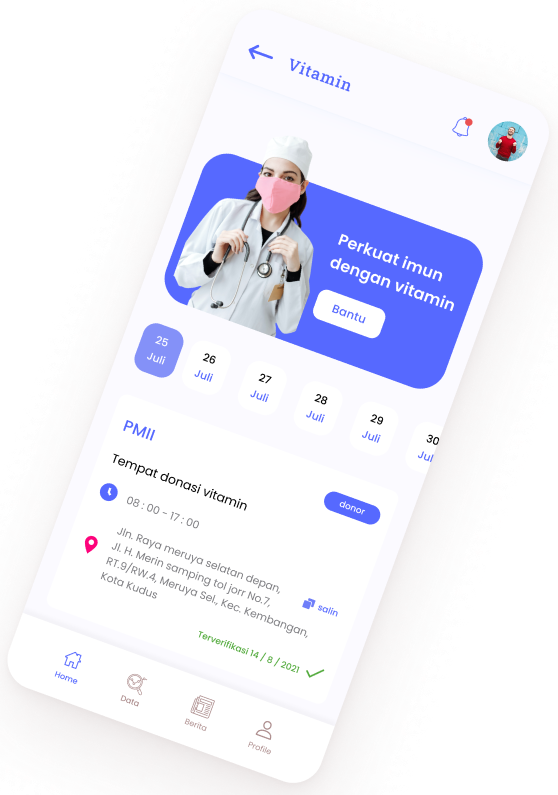 Vitamin
Perkuat imun
dengan vitamin
Bantu
25
Juli
26
Juli
27
Juli
28
Juli
29
Juli
30
Jul
PMII
Tempat donasi vitamin
donor
08 : 00 - 17 : 00
Jln. Raya meruya selatan depan,
Jl. H. Merin samping tol jorr No.7,
RT.9/RW.4, Meruya Sel., Kec. Kembangan,
Kota Kudus
salin
Terverifikasi 14 / 8 / 2021
Home
Data
Berita
Profile